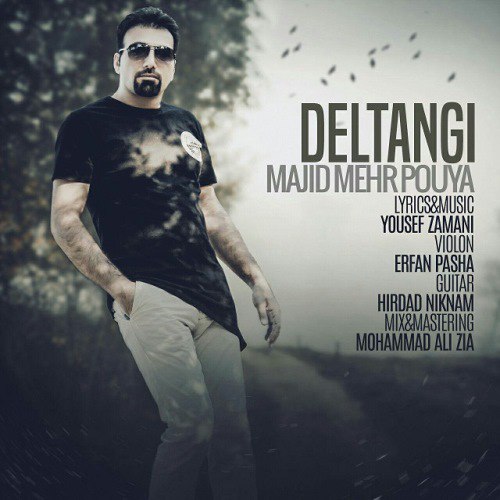 DELTANGI
MAJID MEHR POUYA
LYRICS&MUSIC
YOUSEF ZAMANI
VIOLON
ERFAN PASHA
GUITAR
HIRDAD NIKNAM
MIX&MASTERING
MOHAMMAD ALI ZIA